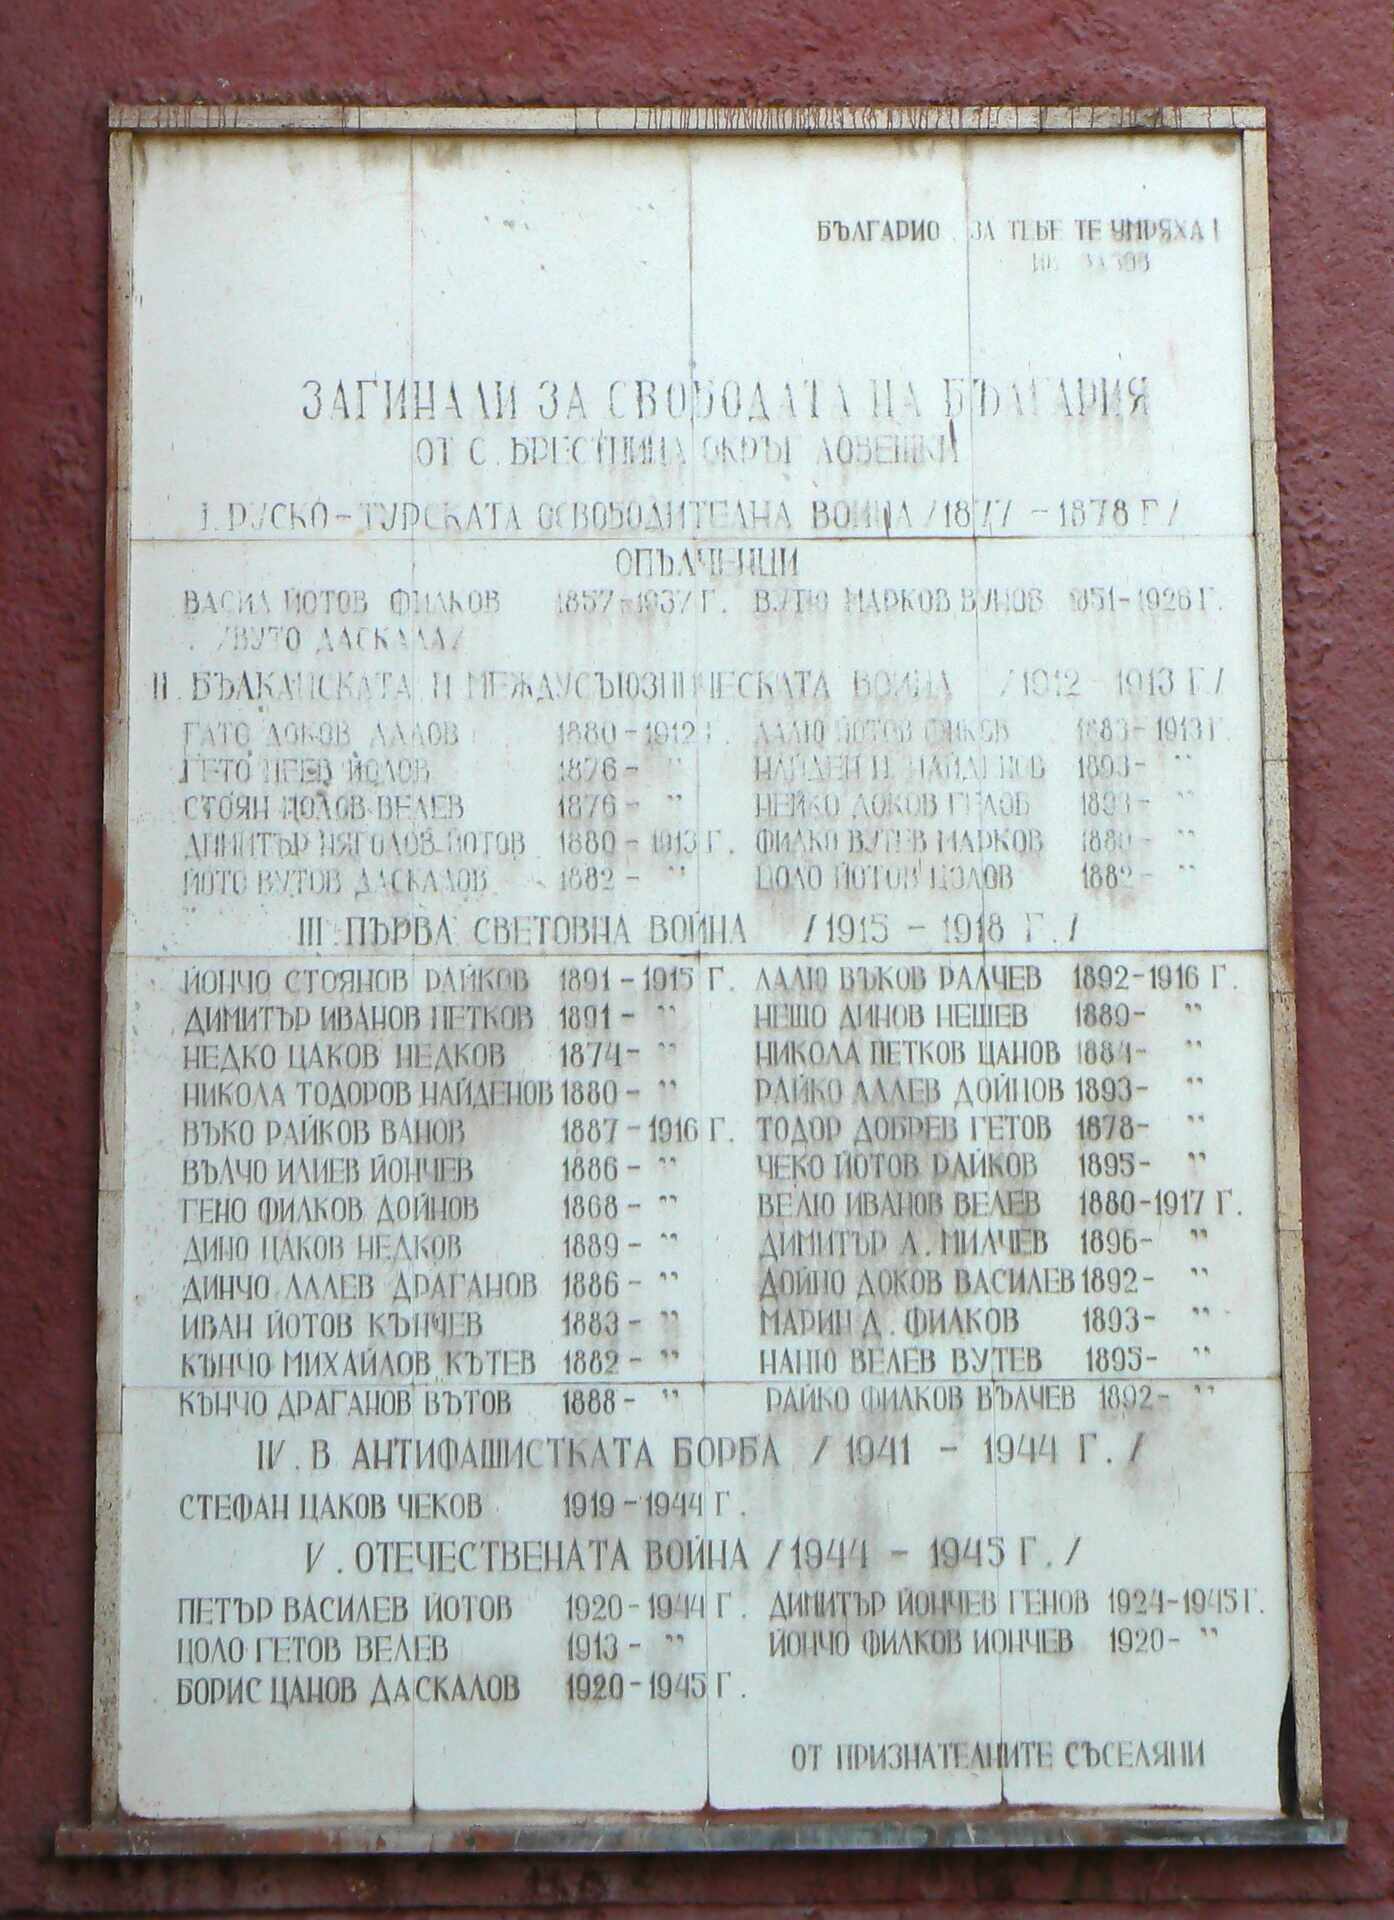 БЪЛГАРИО, ЗА ТЕБЕ ТЕ УМРЯХА!
ИВ. ВАЗОВ
ЗАГИНАЛИ ЗА СВОБОДАТА НА БЪЛГАРИЯ
ОТ С. БРЕСТНИЦА ОКРЪГ ЛОВЕШКИ
I. РУСКО-ТУРСКАТА ОСВОБОДИТЕЛНА ВОЙНА /1877 - 1878 Г/
ОПЪЛЧЕНЦИ
ВАСИЛ ЙОТОВ ФИЛКОВ 1857-1937 Г. ВУТЮ МАРКОВ ВУНОВ 1851-1926 Г.
/ВУТО ДАСКАЛА/
II. БЪЛКАНСКАТА И МЕЖДУСЪЮЗНИЧЕСКАТА ВОЙНА /1912 - 1913 Г/
ГАТО ДОКОВ ЛАЛОВ 1880-1912 Г. ЛАЛЮ ЙОТОВ 1883-1913 Г.
ГЕТО ПЕЕВ ЙОЛОВ 1876- " НАЙДЕН Н. НАЙДЕНОВ 1893- "
СТОЯН ЦОЛОВ ВЕЛЕВ 1876- " НЕЙКО ДОКОВ ГЕЛОВ 1893- "
ДИМИТЪР НЯГОЛОВ ЙОТОВ 1880-1913 Г. ФИЛКО ВУТЕВ МАРКОВ 1880- "
ЙОТО ВУТОВ ДАСКАЛОВ 1882- " ЦОЛО ЙОТОВ ЦОЛОВ 1882- "
III. ПЪРВА СВЕТОВНА ВОЙНА /1915 - 1918 Г./
ЙОНЧО СТОЯНОВ РАЙКОВ 1891-1915 Г. ЛАЛЮ ВЪКОВ РАЛЧЕВ 1892-1916 Г.
ДИМИТЪР ИВАНОВ ПЕТКОВ 1891- " НЕШО ДИНОВ НЕШЕВ 1889- "
НЕДКО ЦАКОВ НЕДКОВ 1874- " НИКОЛА ПЕТКОВ ЦАНОВ 1884- "
НИКОЛА ТОДОРОВ НАЙДЕНОВ 1880- " РАЙКО ЛАЛЕВ ДОЙНОВ 1893- "
ВЪКО РАЙКОВ ВАНОВ 1887-1916 Г. ТОДОР ДОБРЕВ ГЕТОВ 1878- "
ВЪЛЧО ИЛИЕВ ЙОНЧЕВ 1886- " ЧЕКО ЙОТОВ РАЙКОВ 1895- "
ГЕНО ФИЛКОВ ДОЙНОВ 1868- " ВЕЛЮ ИВАНОВ ВЕЛЕВ 1880-1917 Г.
ДИНО ЦАКОВ НЕДКОВ 1889- " ДИМИТЪР Л. МИЛЧЕВ 1896- "
ДИНЧО ЛАЛЕВ ДРАГАНОВ 1886- " ДОЙНО ДОКОВ ВАСИЛЕВ 1892- "
ИВАН ЙОТОВ КЪНЧЕВ 1883- " МАРИН Д. ФИЛКОВ 1893- "
КЪНЧО МИХАЙЛОВ КЪТЕВ 1882- " НАНЮ ВЕЛЕВ ВУТЕВ 1895- "
КЪНЧО ДРАГАНОВ ВЪТОВ 1888- " РАЙКО ФИЛКОВ ВЪЛЧЕВ 1892- "
IV. В АНТИФАШИСТКАТА БОРБА /1941 - 1944 Г./
СТЕФАН ЦАКОВ ЧЕКОВ 1919-1944 Г.
V. ОТЕЧЕСТВЕНАТА ВОЙНА /1944 - 1945 Г./
ПЕТЪР ВАСИЛЕВ ЙОТОВ 1920-1944 Г. ДИМИТЪР ЙОНЧЕВ ГЕНОВ 1924-1945 Г.
ЦОЛО ГЕТОВ ВЕЛЕВ 1913- " ЙОНЧО ФИЛКОВ ЙОНЧЕВ 1920- "
БОРИС ЦАНОВ ДАСКАЛОВ 1920-1945 Г.
ОТ ПРИЗНАТЕЛНИТЕ СЪСЕЛЯНИ